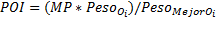 POI = (MP * Peso_{O_i})/Peso_{MejorO_i}